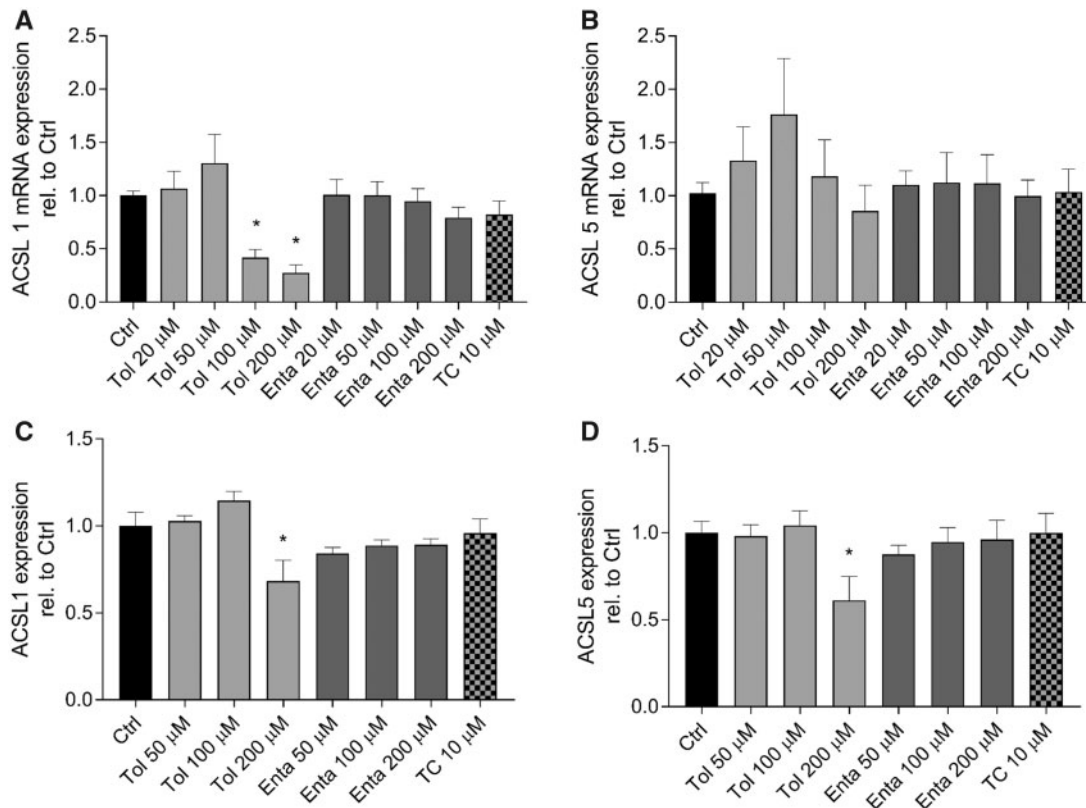 A
ACSL 1 mRNA expression
rel. to Ctrl
2.5
2.0
1.5
1.0
0.5
0.0
*
*
Ctrl
Tol 20 μM
Tol 50 μM
Tol 100 μM
Tol 200 μM
Enta 20 μM
Enta 50 μM
Enta 100 μM
Enta 200 μM
TC 10 μM
B
ACSL 5 mRNA expression
rel. to Ctrl
2.5
2.0
1.5
1.0
0.5
0.0
Ctrl
Tol 20 μM
Tol 50 μM
Tol 100 μM
Tol 200 μM
Enta 20 μM
Enta 50 μM
Enta 100 μM
Enta 200 μM
TC 10 μM
C
ACSL1 expression
rel. to Ctrl
1.5
1.0
0.5
0.0
*
Ctrl
Tol 50 μM
Tol 100 μM
Tol 200 μM
Enta 50 μM
Enta 100 μM
Enta 200 μM
TC 10 μM
D
ACSL5 expression
rel. to Ctrl
1.5
1.0
0.5
0.0
*
Ctrl
Tol 50 μM
Tol 100 μM
Tol 200 μM
Enta 50 μM
Enta 100 μM
Enta 200 μM
TC 10 μM